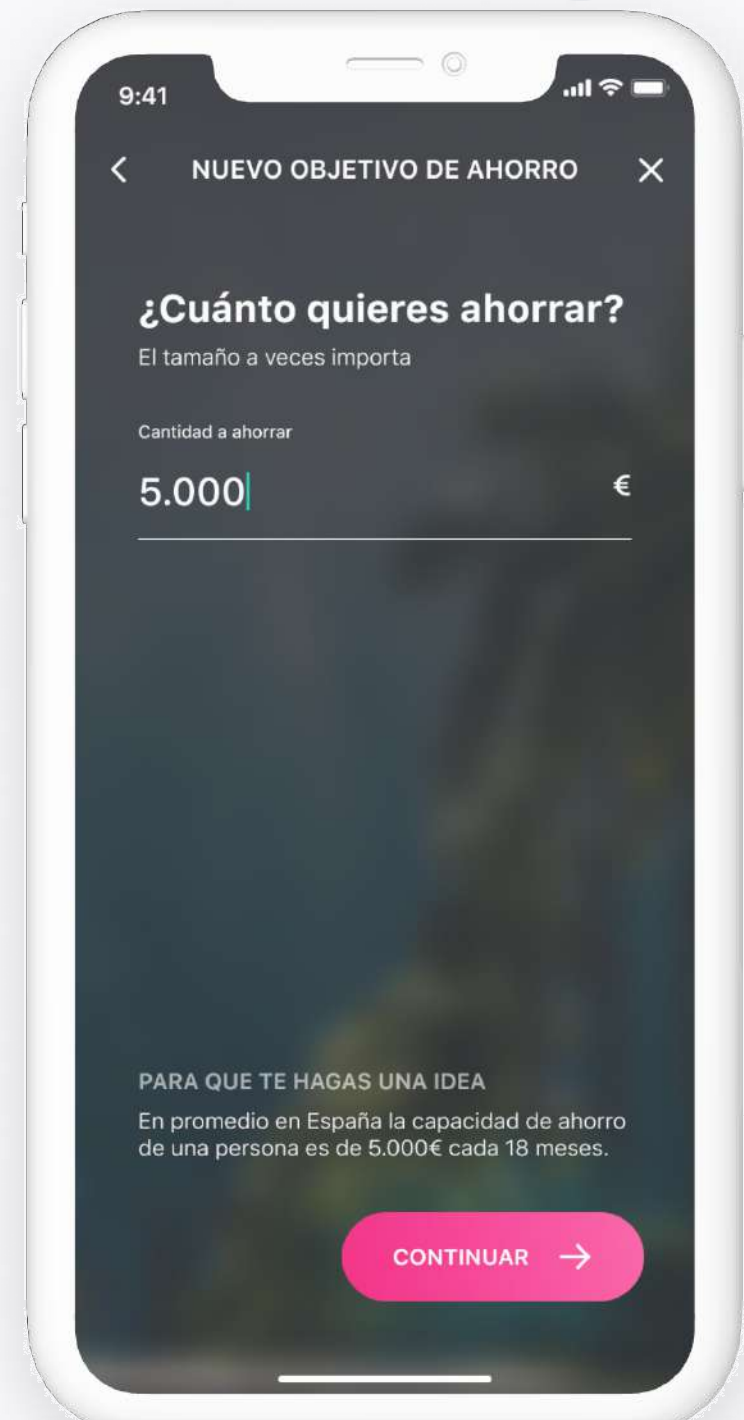 9:41
NUEVO OBJETIVO DE AHORRO
¿Cuánto quieres ahorrar?
El tamaño a veces importa
Cantidad a ahorrar
5.000 €
PARA QUE TE HAGAS UNA IDEA
En promedio en España la capacidad de ahorro
de una persona es de 5.000€ cada 18 meses.
CONTINUAR →